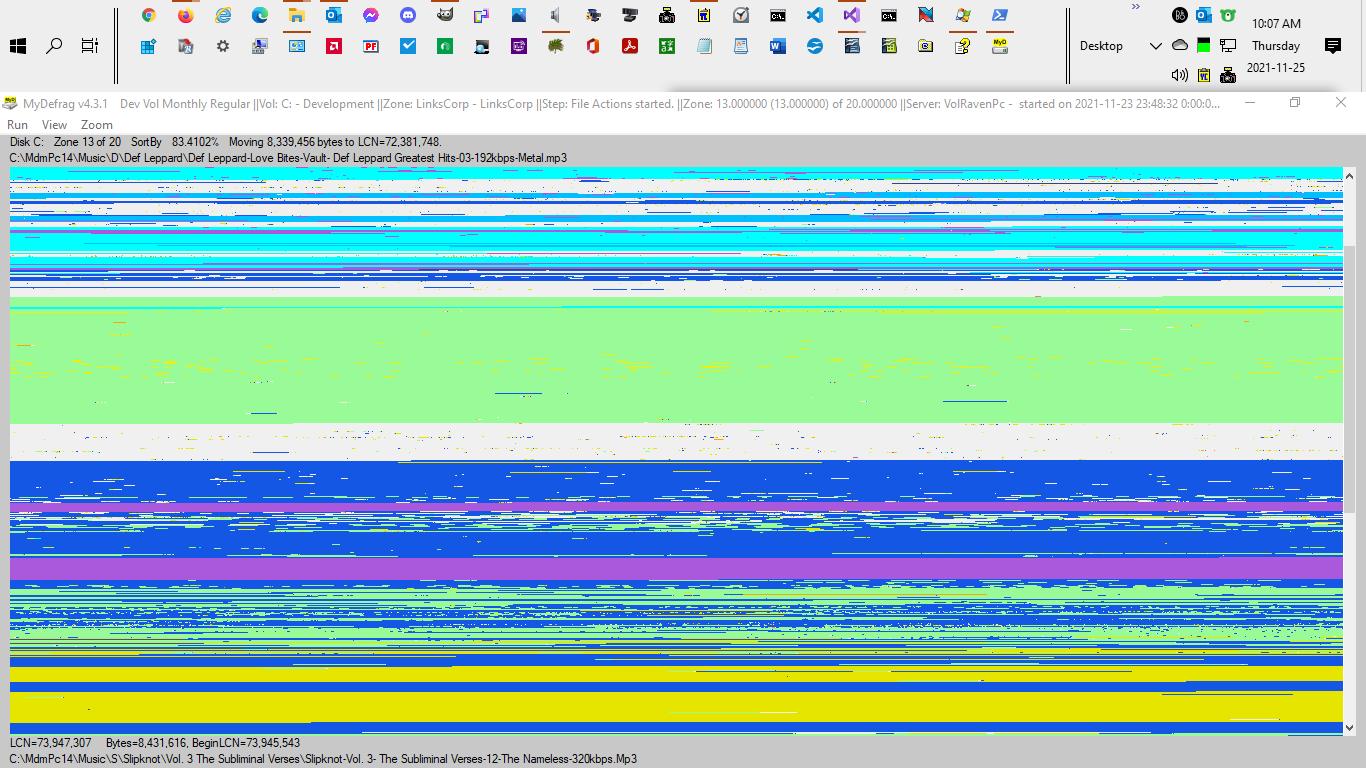 10:07 AM
Desktop
Thursday
2021-11-25
MyDefrag v4.3.1 Dev Vol Monthly Regular ||Vol: C: - Development ||Zone: LinksCorp - LinksCorp ||Step: File Actions started. ||Zone: 13.000000 (13.000000) of 20.000000 ||Server: VolRavenPc - started on 2021-11-23 23:48:32 0:00:0...
Run View Zoom
Disk C: Zone 13 of 20 SortBy 83.4102% Moving 8,339,456 bytes to LCN=72,381,748.
C:\MdmPc14\Music\D\Def Leppard\Def Leppard-Love Bites-Vault- Def Leppard Greatest Hits-03-192kbps-Metal.mp3
LCN=73,947,307 Bytes=8,431,616, BeginLCN=73,945,543
C:\MdmPc14\Music\S\Slipknot\Vol. 3 The Subliminal Verses\Slipknot-Vol. 3- The Subliminal Verses-12-The Nameless-320kbps.Mp3